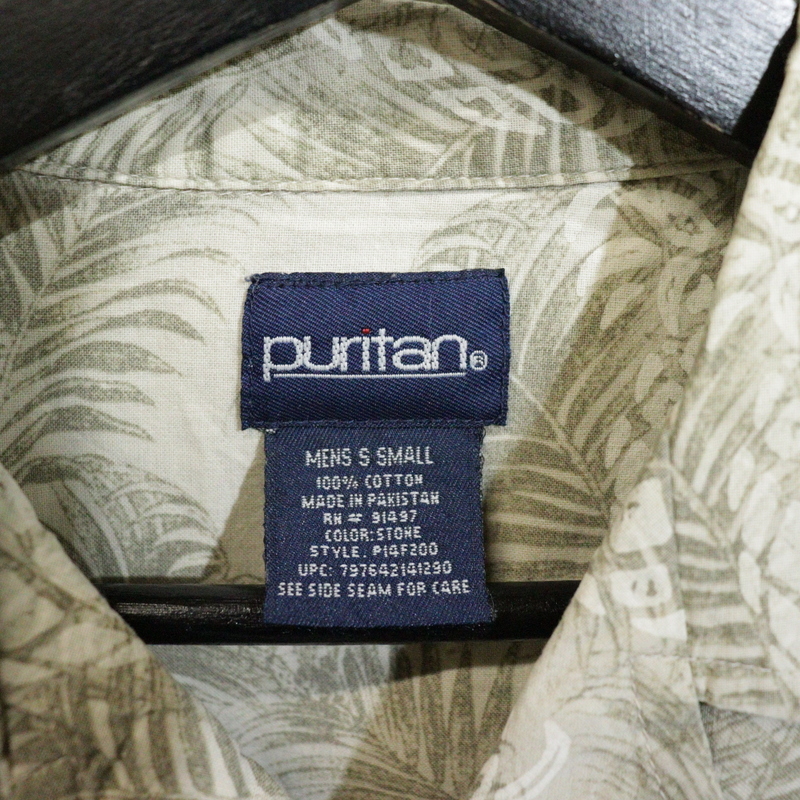 puritan®
MENS S SMALL
100% COTTON
MADE IN PAKISTAN
RN # 91497
COLOR:STONE
STYLE. P14F200
UPC: 797642141290
SEE SIDE SEAM FOR CARE